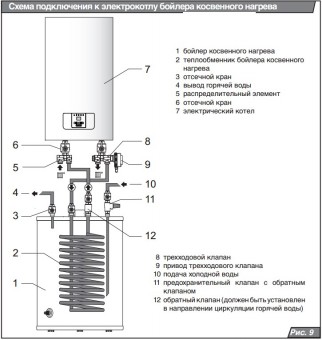 Схема подключения к электрокотлу бойлера косвенного нагрева
1 бойлер косвенного нагрева
2 теплообменник бойлера косвенного
нагрева
3 отсечной кран
4 вывод горячей воды
5 распределительный элемент
6 отсечной кран
7 электрический котел
7
6
5
8
9
4
10
3
11
12
2
1
8 трехходовой клапан
9 привод трехходового клапана
10 подача холодной воды
11 предохранительный клапан с обратным
клапаном
12 обратный клапан (должен быть установлен
в направлении циркуляции горячей воды)
Рис. 9